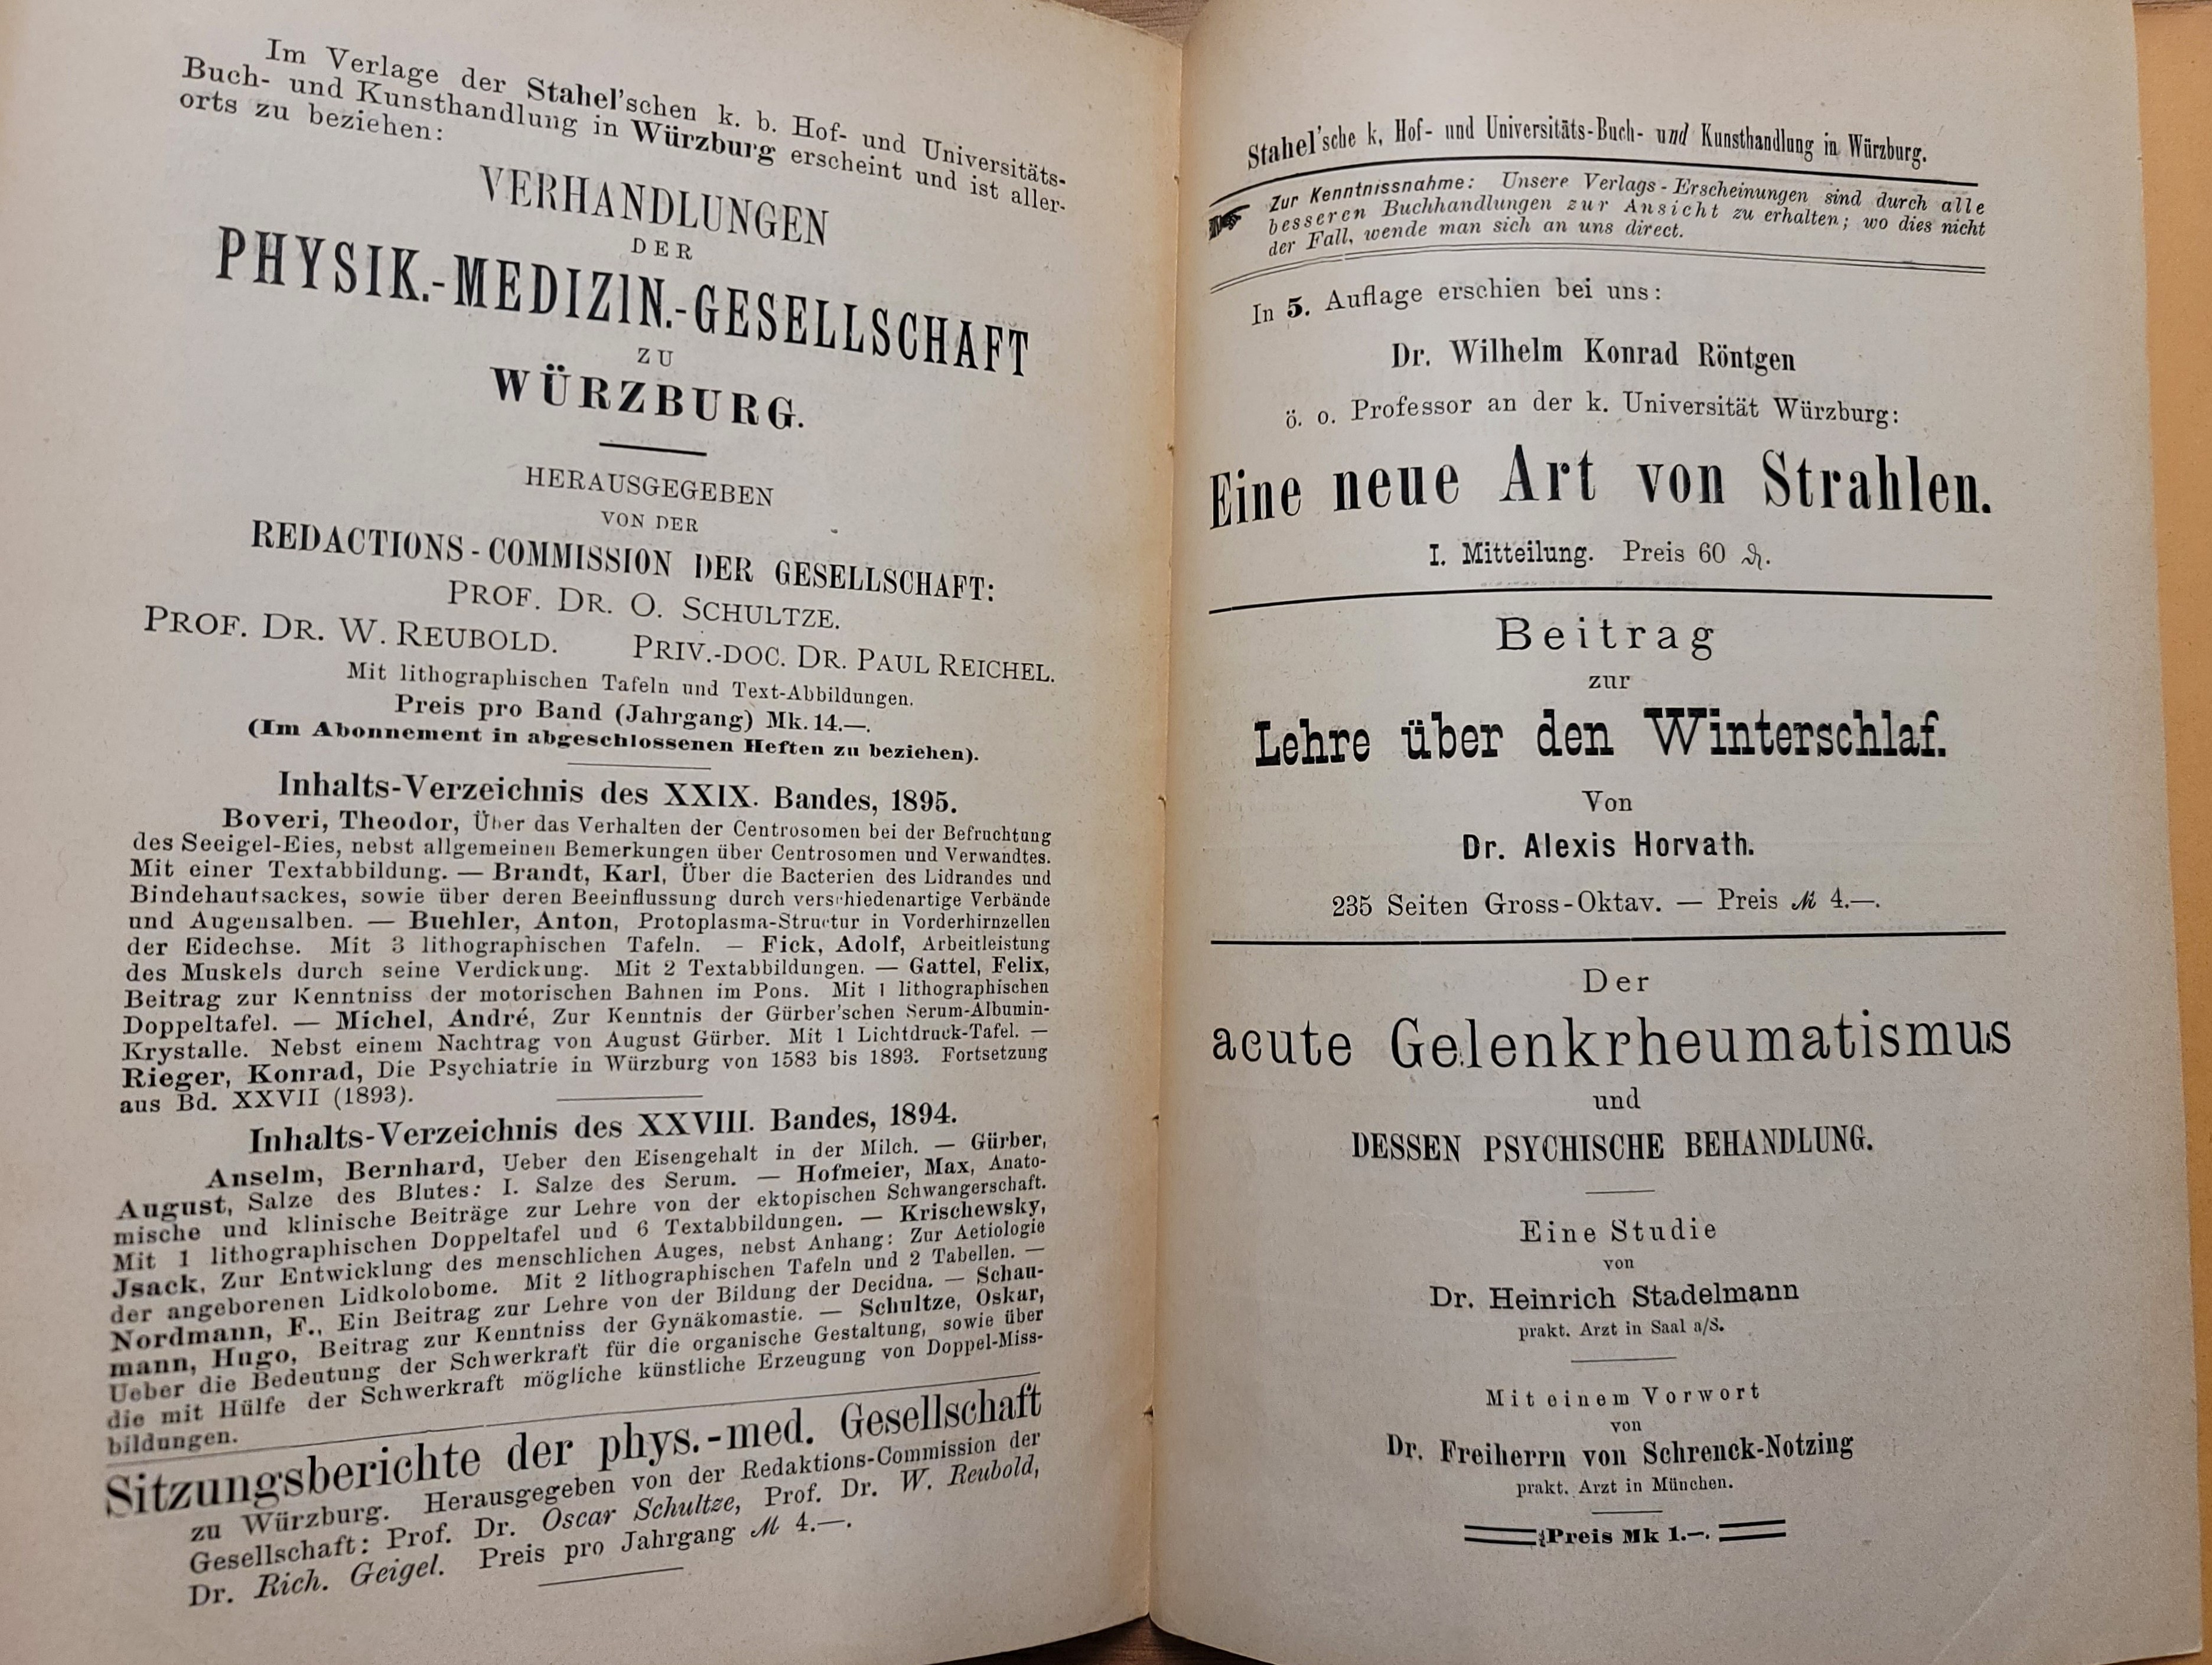 Im Verlage der Stahel'schen k. b. Hof- und Universitäts-
Buch- und Kunsthandlung in Würzburg erscheint und ist aller-
orts zu beziehen:
VERHANDLUNGEN
DER
PHYSIK.-MEDIZIN.-GESELLSCHAFT
ZU
WÜRZBURG.
HERAUSGEGEBEN
VON DER
REDACTIONS-COMMISSION DER GESELLSCHAFT:
PROF. DR. O. SCHULTZE.
PROF. DR. W. REUBOLD. PRIV.-DOC. DR. PAUL REICHEL.
Mit lithographischen Tafeln und Text-Abbildungen.
Preis pro Band (Jahrgang) Mk. 14.—.
(Im Abonnement in abgeschlossenen Heften zu beziehen).
Inhalts-Verzeichnis des XXIX. Bandes, 1895.
Boveri, Theodor, Über das Verhalten der Centrosomen bei der Befruchtung
des Seeigel-Eies, nebst allgemeinen Bemerkungen über Centrosomen und Verwandtes.
Mit einer Textabbildung. — Brandt, Karl, Über die Bacterien des Lidrandes und
Bindehautsackes, sowie über deren Beeinflussung durch verschiedenartige Verbände
und Augensalben. — Buehler, Anton, Protoplasma-Structur in Vorderhirnzellen
der Eidechse. Mit 3 lithographischen Tafeln. — Fick, Adolf, Arbeitleistung
des Muskels durch seine Verdickung. Mit 2 Textabbildungen. — Gattel, Felix,
Beitrag zur Kenntniss der motorischen Bahnen im Pons. Mit 1 lithographischen
Doppeltafel. — Michel, André, Zur Kenntnis der Gürber'schen Serum-Albumin-
Krystalle. Nebst einem Nachtrag von August Gürber. Mit 1 Lichtdruck-Tafel. —
Rieger, Konrad, Die Psychiatrie in Würzburg von 1583 bis 1893. Fortsetzung
aus Bd. XXVII (1893).
Inhalts-Verzeichnis des XXVIII. Bandes, 1894.
Anselm, Bernhard, Ueber den Eisengehalt in der Milch. — Gürber,
August, Salze des Blutes: I. Salze des Serum. — Hofmeier, Max, Anato-
mische und klinische Beiträge zur Lehre von der ektopischen Schwangerschaft.
Mit 1 lithographischen Doppeltafel und 6 Textabbildungen. — Krischewsky,
Jsack, Zur Entwicklung des menschlichen Auges, nebst Anhang: Zur Aetiologie
der angeborenen Lidkolobome. Mit 2 lithographischen Tafeln und 2 Tabellen. —
Nordmann, F., Ein Beitrag zur Lehre von der Bildung der Decidua. — Schau-
mann, Hugo, Beitrag zur Kenntniss der Gynäkomastie. — Schultze, Oskar,
Ueber die Bedeutung der Schwerkraft für die organische Gestaltung, sowie über
die mit Hülfe der Schwerkraft mögliche künstliche Erzeugung von Doppel-Miss-
bildungen.
Sitzungsberichte der phys.-med. Gesellschaft
zu Würzburg. Herausgegeben von der Redaktions-Commission der
Gesellschaft: Prof. Dr. Oscar Schultze, Prof. Dr. W. Reubold,
Dr. Rich. Geigel. Preis pro Jahrgang ℳ 4.—.
Stahel'sche k. Hof- und Universitäts-Buch- und Kunsthandlung in Würzburg.
☛ Zur Kenntnissnahme: Unsere Verlags-Erscheinungen sind durch alle
besseren Buchhandlungen zur Ansicht zu erhalten; wo dies nicht
der Fall, wende man sich an uns direct.
In 5. Auflage erschien bei uns:
Dr. Wilhelm Konrad Röntgen
ö. o. Professor an der k. Universität Würzburg:
Eine neue Art von Strahlen.
I. Mitteilung. Preis 60 ₰.
Beitrag
zur
Lehre über den Winterschlaf.
Von
Dr. Alexis Horvath.
235 Seiten Gross-Oktav. — Preis ℳ 4.—.
Der
acute Gelenkrheumatismus
und
DESSEN PSYCHISCHE BEHANDLUNG.
Eine Studie
von
Dr. Heinrich Stadelmann
prakt. Arzt in Saal a/S.
Mit einem Vorwort
von
Dr. Freiherrn von Schrenck-Notzing
prakt. Arzt in München.
Preis Mk 1.—.